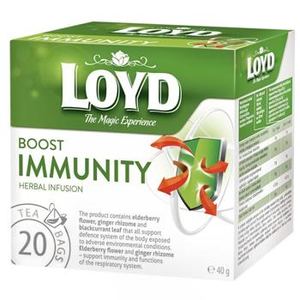 LOYD
The Magic Experience
BOOST
IMMUNITY
HERBAL INFUSION
TEA
20
BAGS
The product contains elderberry
flower, ginger rhizome and
blackcurrant leaf that all support
defence system of the body exposed
to adverse environmental conditions.
Elderberry flower and ginger rhizome
- support immunity and functions
of the respiratory system.
e 40 g
LOYD